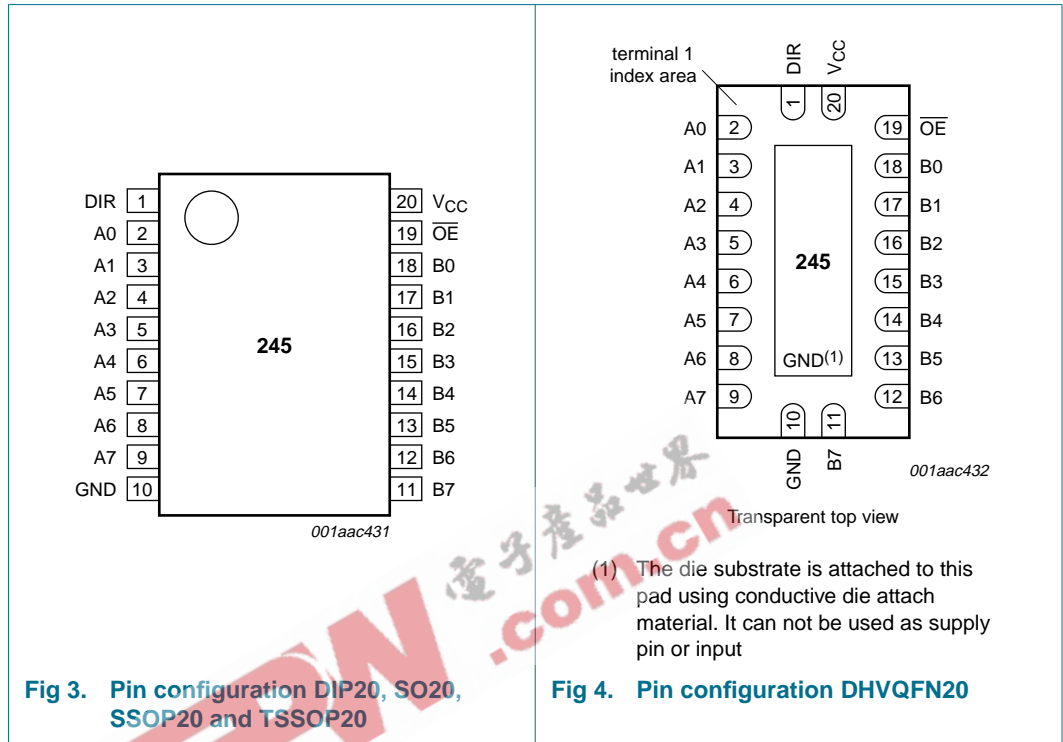 DIR 1
A0 2
A1 3
A2 4
A3 5
A4 6
A5 7
A6 8
A7 9
GND 10
245
20 VCC
19 OE
18 B0
17 B1
16 B2
15 B3
14 B4
13 B5
12 B6
11 B7
001aac431
Fig 3. Pin configuration DIP20, SO20,
SSOP20 and TSSOP20
terminal 1
index area
DIR
VCC
1
20
A0 2
A1 3
A2 4
A3 5
A4 6
A5 7
A6 8
A7 9
245
GND(1)
19 OE
18 B0
17 B1
16 B2
15 B3
14 B4
13 B5
12 B6
10
11
GND
B7
001aac432
Transparent top view
(1) The die substrate is attached to this
pad using conductive die attach
material. It can not be used as supply
pin or input
Fig 4. Pin configuration DHVQFN20
電子產品世界
.com.cn